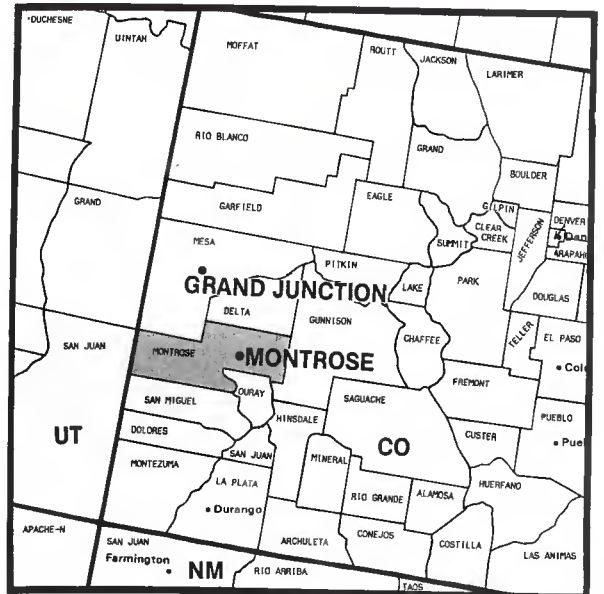 DUCHESNE
UINTAH
MOFFAT
ROUTT
JACKSON
LARIMER
RIO BLANCO
GRAND
BOULDER
GRAND
GARFIELD
EAGLE
GILPIN
CLEAR CREEK
SUMMIT
JEFFERSON
DENVER
ARAPAHO
MESA
PITKIN
LAKE
PARK
DOUGLAS
GRAND JUNCTION
DELTA
GUNNISON
CHAFFEE
TELLER
EL PASO
SAN JUAN
MONTROSE
MONTROSE
Col
OURAY
FREMONT
SAN MIGUEL
HINSDALE
SAGUACHE
PUEBLO
UT
DOLORES
CO
CUSTER
Puel
SAN JUAN
MONTEZUMA
MINERAL
LA PLATA
RIO GRANDE
ALAMOSA
HUERFANO
Durango
APACHE-N
SAN JUAN
ARCHULETA
CONEJOS
COSTILLA
LAS ANIMAS
Farmington
NM
RIO ARRIBA
TAOS